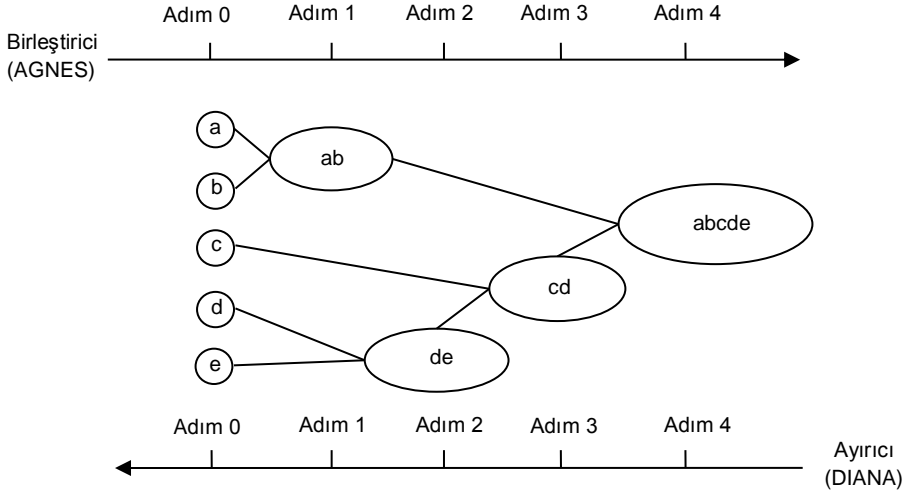 Adım 0 Adım 1 Adım 2 Adım 3 Adım 4
Birleştirici
(AGNES)
a
ab
b
abcde
c
cd
d
de
e
Adım 0 Adım 1 Adım 2 Adım 3 Adım 4
Ayırıcı
(DIANA)